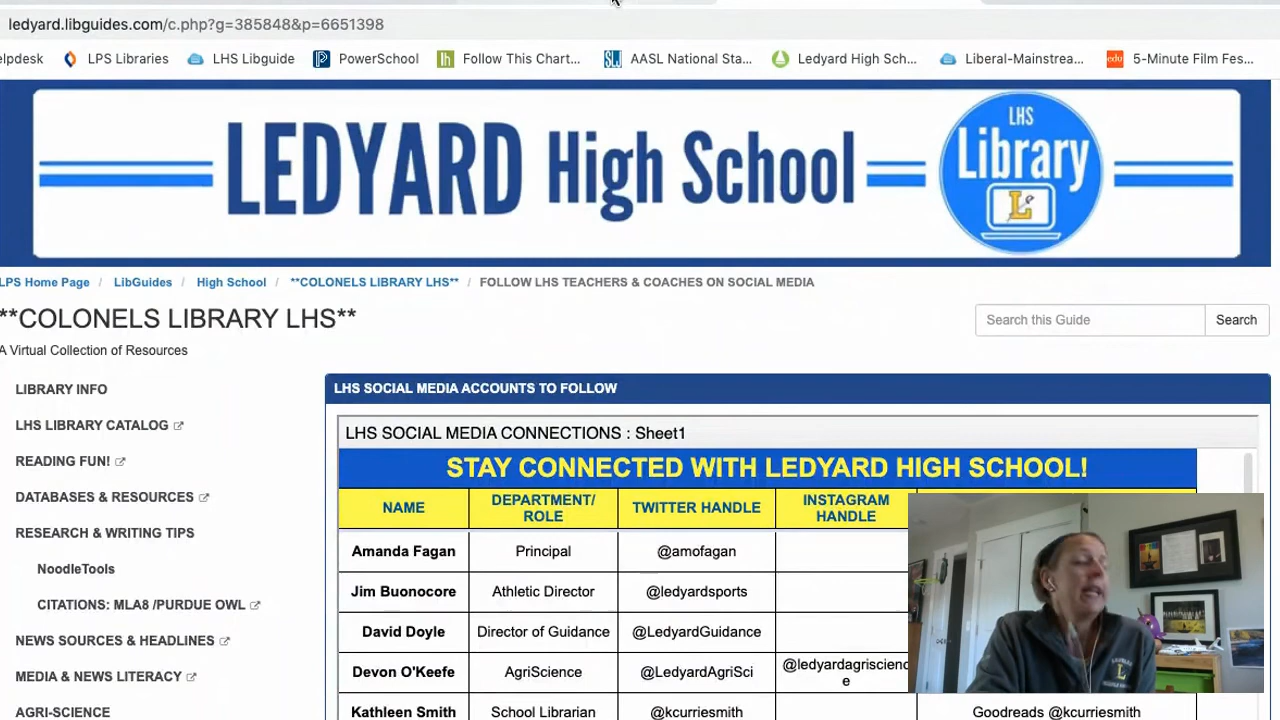 ledyard.libguides.com/c.php?g=385848&p=6651398
elpdesk LPS Libraries LHS Libguide PowerSchool Follow This Chart... AASL National Sta... Ledyard High Sch... Liberal-Mainstrea... 5-Minute Film Fes...
LEDYARD High School
LHS
Library
L
LPS Home Page / LibGuides / High School / **COLONELS LIBRARY LHS** / FOLLOW LHS TEACHERS & COACHES ON SOCIAL MEDIA
**COLONELS LIBRARY LHS**
Search this Guide Search
A Virtual Collection of Resources
LIBRARY INFO
LHS LIBRARY CATALOG
READING FUN!
DATABASES & RESOURCES
RESEARCH & WRITING TIPS
NoodleTools
CITATIONS: MLA8 /PURDUE OWL
NEWS SOURCES & HEADLINES
MEDIA & NEWS LITERACY
AGRI-SCIENCE
LHS SOCIAL MEDIA ACCOUNTS TO FOLLOW
LHS SOCIAL MEDIA CONNECTIONS : Sheet1
STAY CONNECTED WITH LEDYARD HIGH SCHOOL!
NAME DEPARTMENT/ TWITTER HANDLE INSTAGRAM
ROLE HANDLE
Amanda Fagan Principal @amofagan
Jim Buonocore Athletic Director @ledyardsports
David Doyle Director of Guidance @LedyardGuidance
Devon O'Keefe AgriScience @LedyardAgriSci @ledyardagriscienc
e
Kathleen Smith School Librarian @kcurriesmith Goodreads @kcurriesmith